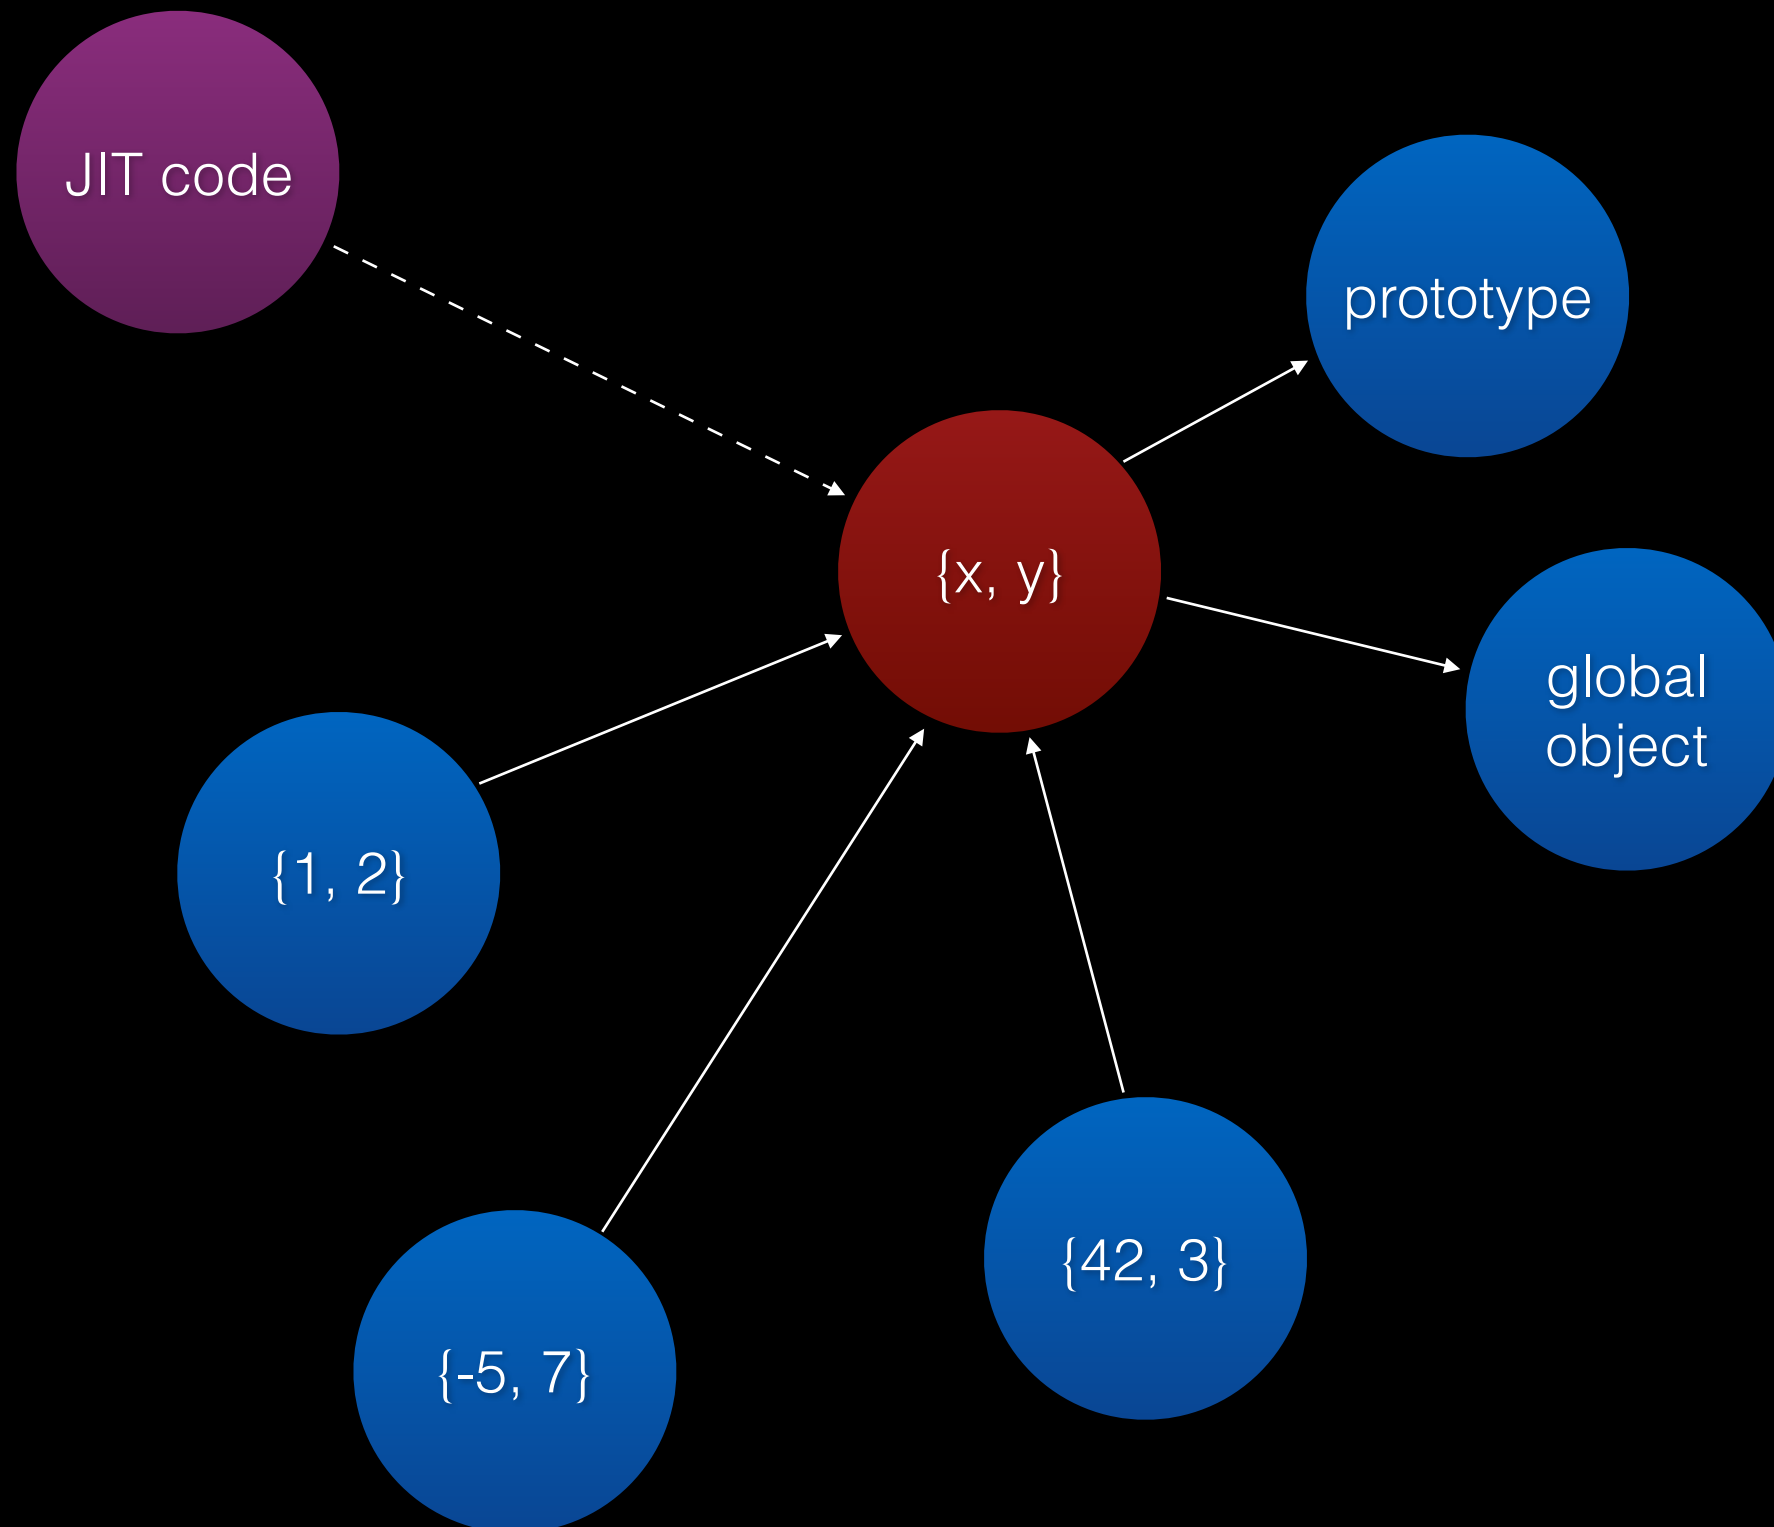 JIT code
prototype
{x, y}
global
object
{1, 2}
{42, 3}
{-5, 7}